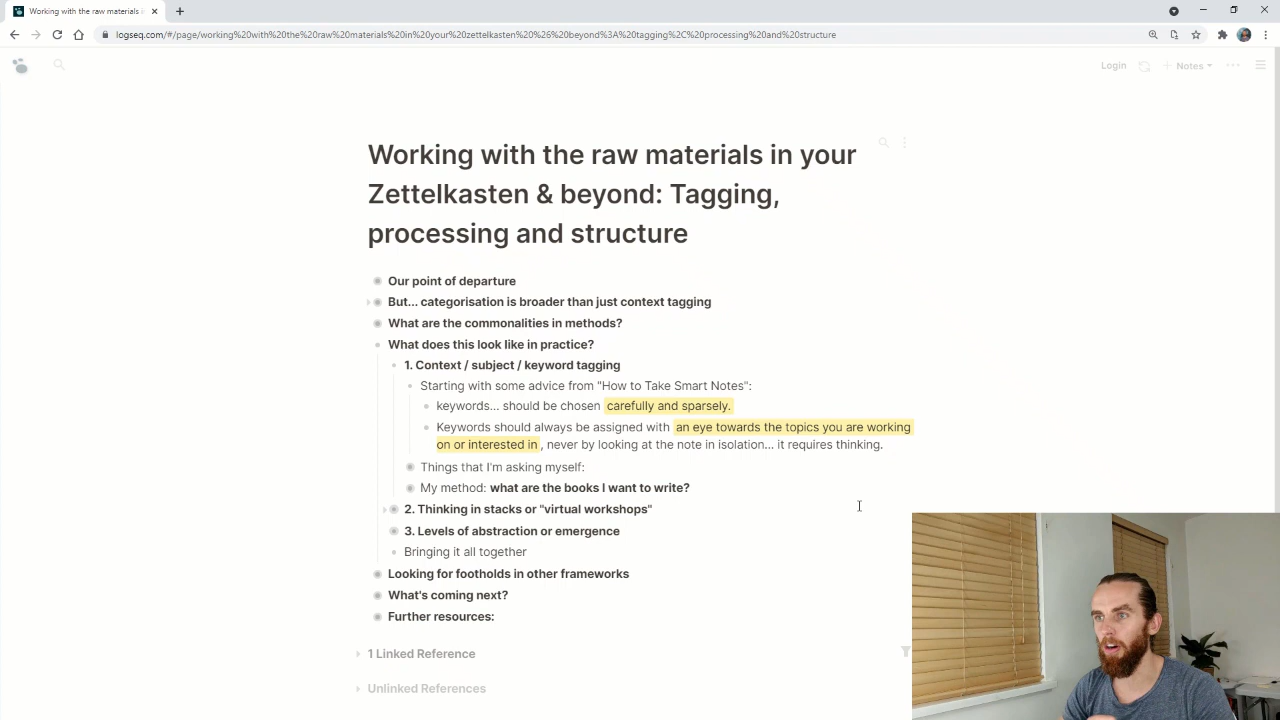 Working with the raw materials i
logseq.com/#/page/working%20with%20the%20raw%20materials%20in%20your%20zettelkasten%20%26%20beyond%3A%20tagging%2C%20processing%20and%20structure
Login
Notes
Working with the raw materials in your
Zettelkasten & beyond: Tagging,
processing and structure
Our point of departure
But... categorisation is broader than just context tagging
What are the commonalities in methods?
What does this look like in practice?
1. Context / subject / keyword tagging
Starting with some advice from "How to Take Smart Notes":
keywords... should be chosen carefully and sparsely.
Keywords should always be assigned with an eye towards the topics you are working
on or interested in, never by looking at the note in isolation... it requires thinking.
Things that I'm asking myself:
My method: what are the books I want to write?
2. Thinking in stacks or "virtual workshops"
3. Levels of abstraction or emergence
Bringing it all together
Looking for footholds in other frameworks
What's coming next?
Further resources:
1 Linked Reference
Unlinked References